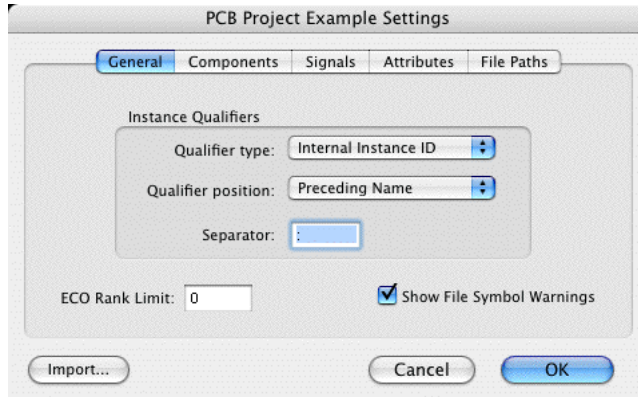 PCB Project Example Settings
General Components Signals Attributes File Paths
Instance Qualifiers
Qualifier type: Internal Instance ID
Qualifier position: Preceding Name
Separator: :
ECO Rank Limit: 0 Show File Symbol Warnings
Import... Cancel OK